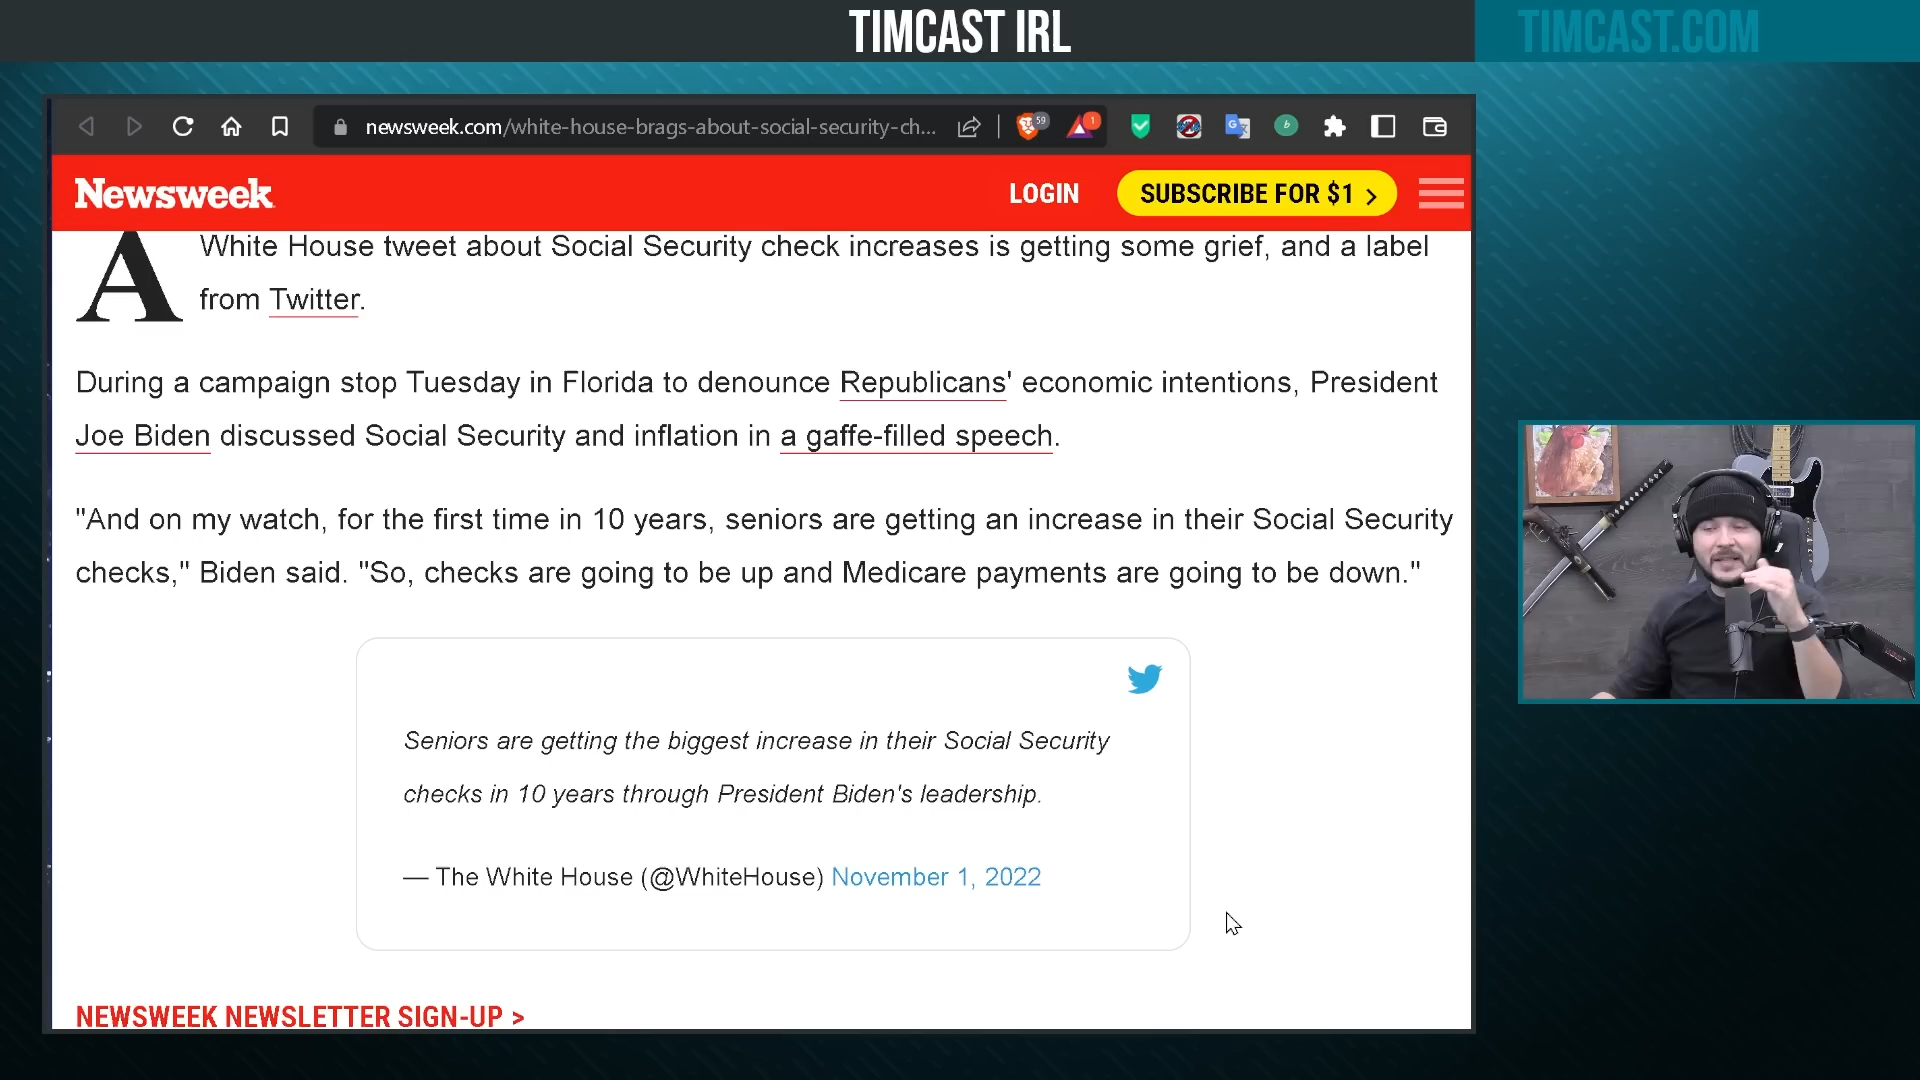 TIMCAST IRL
TIMCAST.COM
newsweek.com/white-house-brags-about-social-security-ch...
59
1
b
Newsweek
LOGIN
SUBSCRIBE FOR $1 >
A White House tweet about Social Security check increases is getting some grief, and a label
from Twitter.
During a campaign stop Tuesday in Florida to denounce Republicans' economic intentions, President
Joe Biden discussed Social Security and inflation in a gaffe-filled speech.
"And on my watch, for the first time in 10 years, seniors are getting an increase in their Social Security
checks," Biden said. "So, checks are going to be up and Medicare payments are going to be down."
Seniors are getting the biggest increase in their Social Security
checks in 10 years through President Biden's leadership.
— The White House (@WhiteHouse) November 1, 2022
NEWSWEEK NEWSLETTER SIGN-UP >